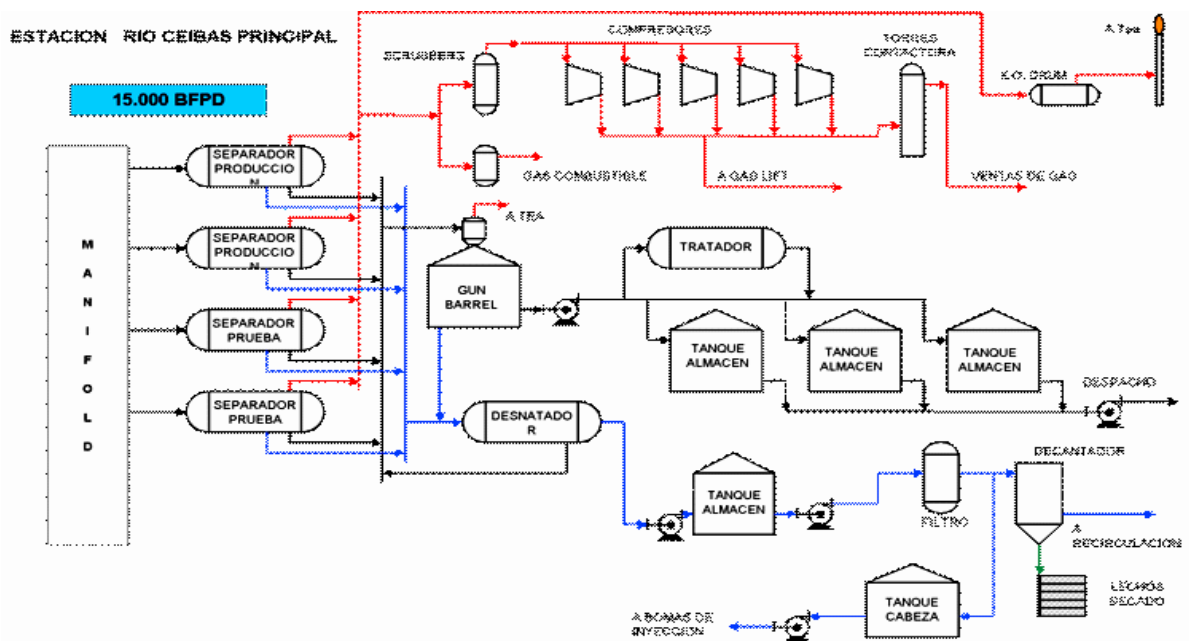 ESTACION RIO CEIBAS PRINCIPAL
15.000 BFPD
COMPRESORES
TORRES
CONTACTORA
A Tea
SCRUBBERS
K.O. DRUM
SEPARADOR
PRODUCCIO
N
GAS COMBUSTIBLE
A GAS LIFT
VENTAS DE GAS
A TEA
SEPARADOR
PRODUCCIO
N
TRATADOR
GUN
BARREL
M
A
N
I
F
O
L
D
SEPARADOR
PRUEBA
TANQUE
ALMACEN
TANQUE
ALMACEN
TANQUE
ALMACEN
DESPACHO
SEPARADOR
PRUEBA
DESNATADO
R
DECANTADOR
TANQUE
ALMACEN
FILTRO
A
RECIRCULACION
LECHOS
SECADO
TANQUE
CABEZA
A BOMAS DE
INYECCION